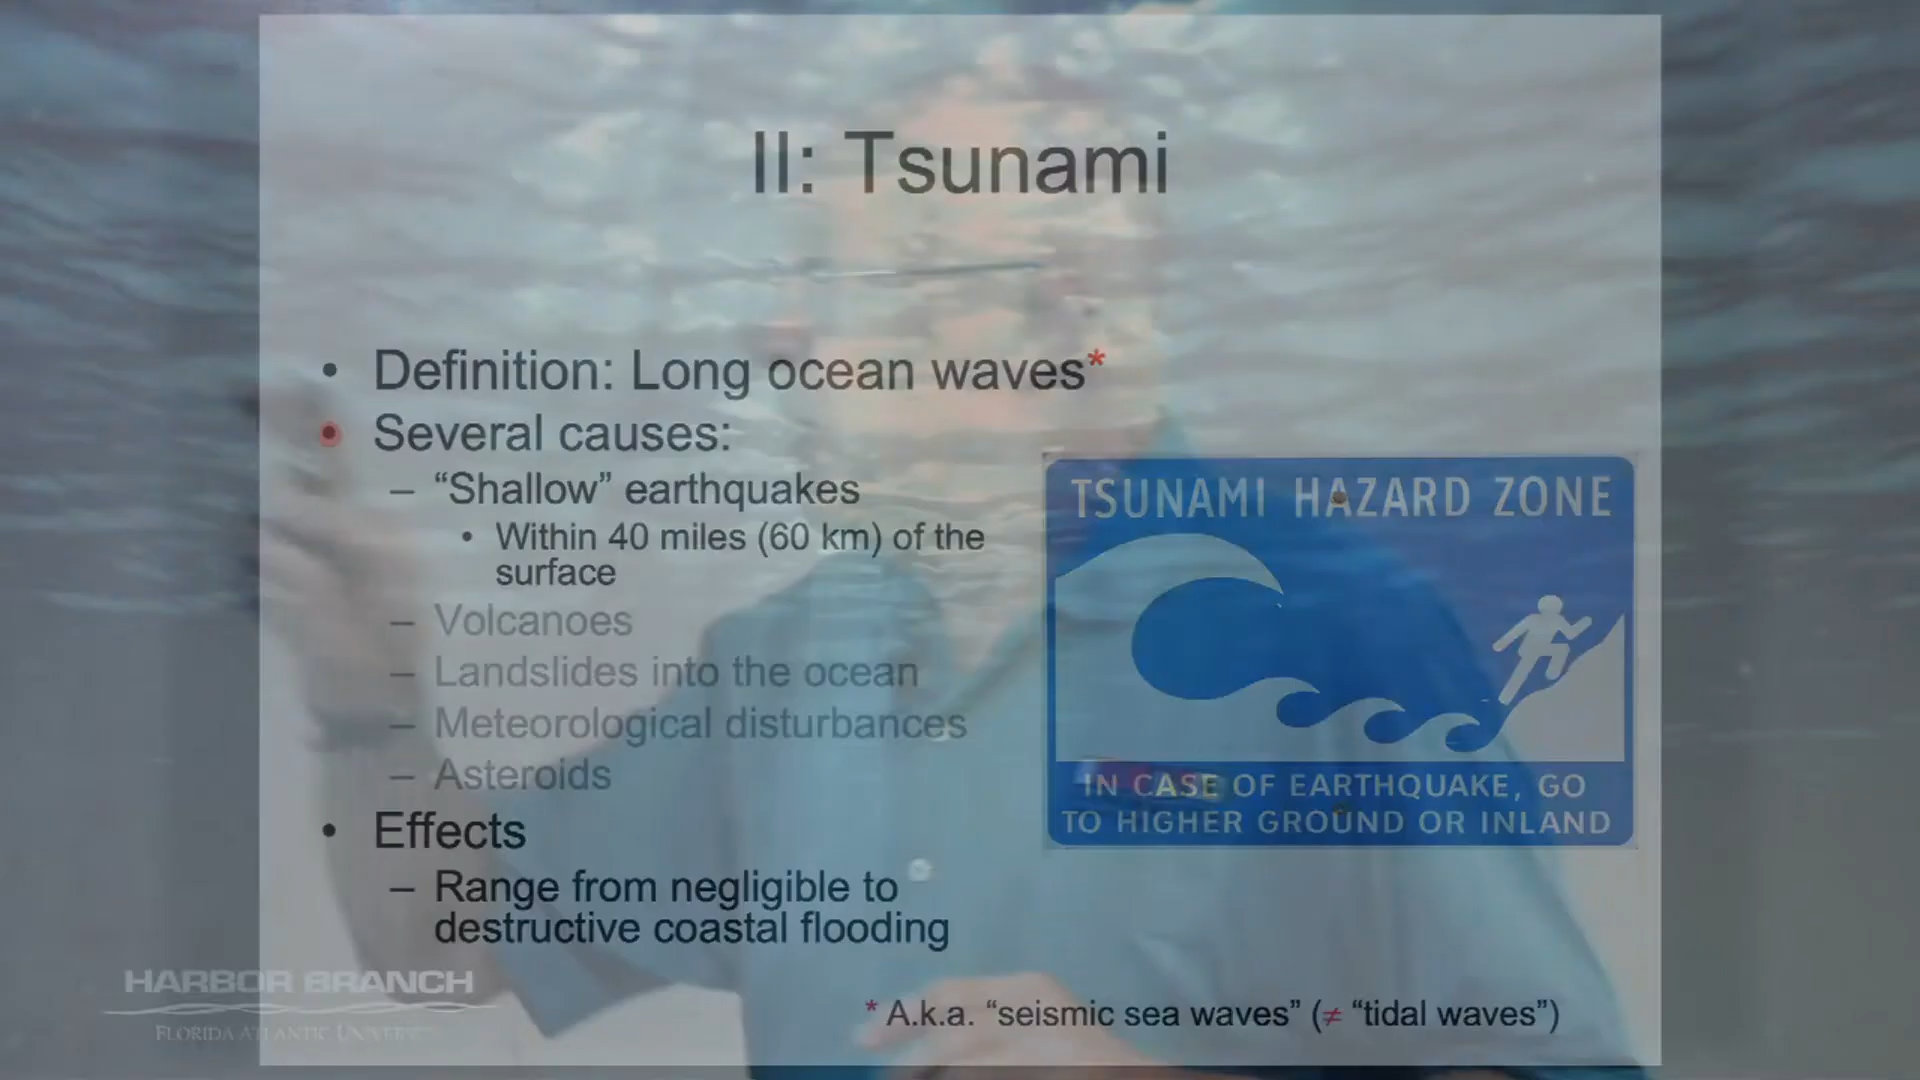 II: Tsunami
• Definition: Long ocean waves*
• Several causes:
– “Shallow” earthquakes
• Within 40 miles (60 km) of the
surface
– Volcanoes
– Landslides into the ocean
– Meteorological disturbances
– Asteroids
• Effects
– Range from negligible to
destructive coastal flooding
TSUNAMI HAZARD ZONE
IN CASE OF EARTHQUAKE, GO
TO HIGHER GROUND OR INLAND
* A.k.a. “seismic sea waves” (≠ “tidal waves”)
HARBOR BRANCH
FLORIDA ATLANTIC